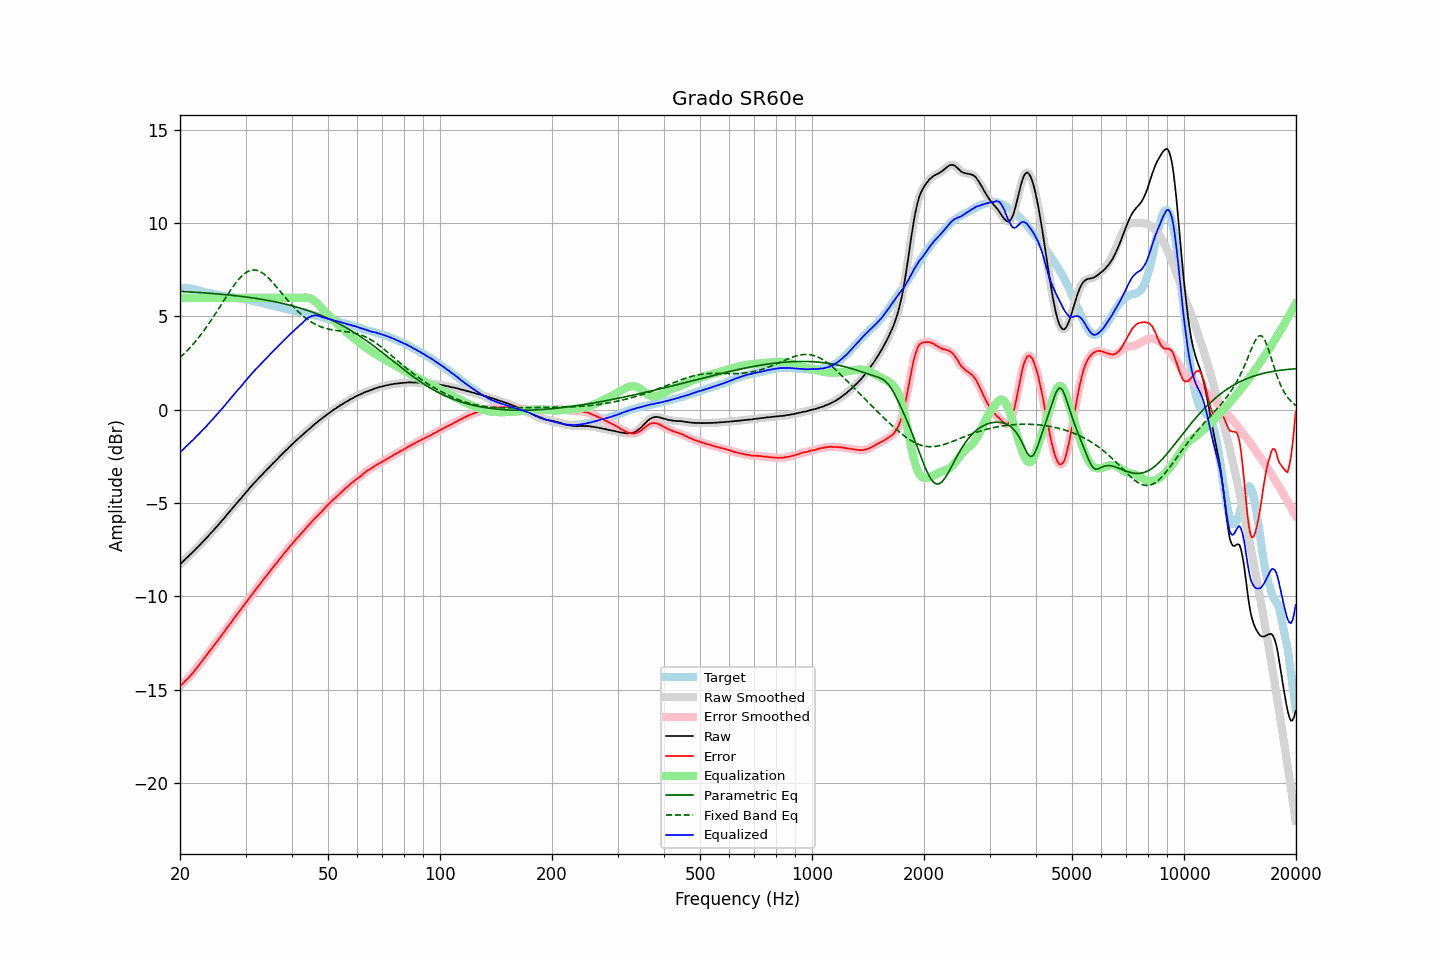 Grado SR60e
15
10
5
0
−5
−10
−15
−20
Amplitude (dBr)
Target
Raw Smoothed
Error Smoothed
Raw
Error
Equalization
Parametric Eq
Fixed Band Eq
Equalized
20 50 100 200 500 1000 2000 5000 10000 20000
Frequency (Hz)